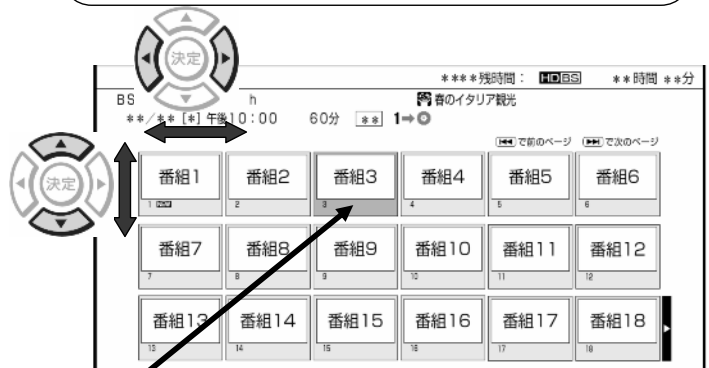 決定
****残時間： HD BS **時間 **分
BS h 春のイタリア観光
**/** [*] 午後10：00 60分 ** 1→
で前のページ で次のページ
決定
番組1 番組2 番組3 番組4 番組5 番組6
1 NEW 2 3 4 5 6
番組7 番組8 番組9 番組10 番組11 番組12
7 8 9 10 11 12
番組13 番組14 番組15 番組16 番組17 番組18
13 14 15 16 17 18